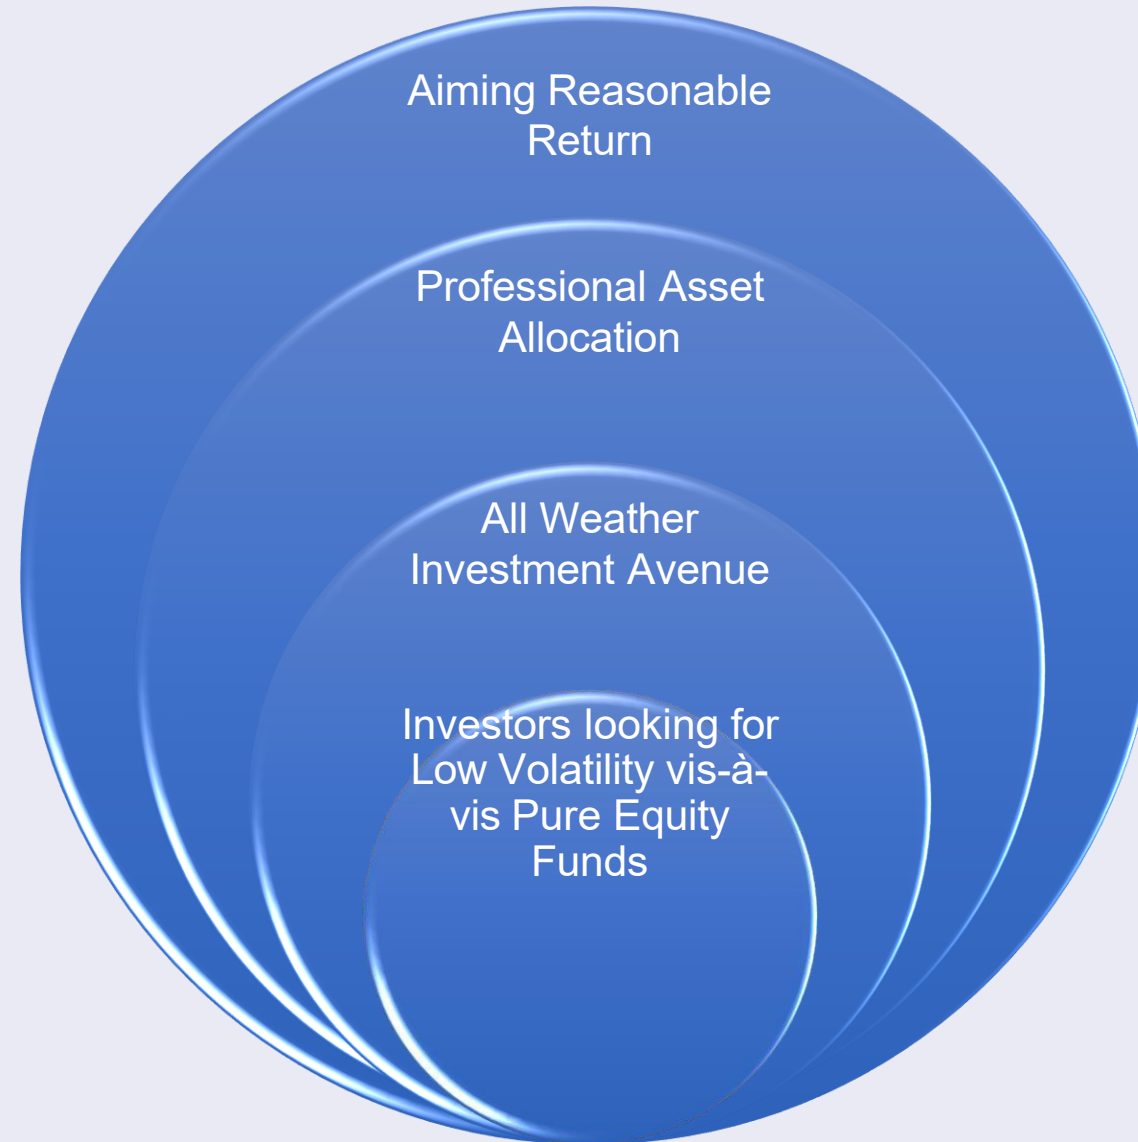 Aiming Reasonable
Return
Professional Asset
Allocation
All Weather
Investment Avenue
Investors looking for
Low Volatility vis-à-
vis Pure Equity
Funds